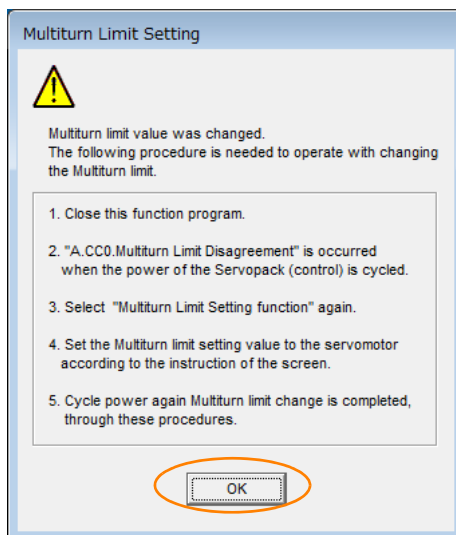 Multiturn Limit Setting
Multiturn limit value was changed.
The following procedure is needed to operate with changing
the Multiturn limit.
1. Close this function program.
2. "A.CC0.Multiturn Limit Disagreement" is occurred
when the power of the Servopack (control) is cycled.
3. Select "Multiturn Limit Setting function" again.
4. Set the Multiturn limit setting value to the servomotor
according to the instruction of the screen.
5. Cycle power again Multiturn limit change is completed,
through these procedures.
OK